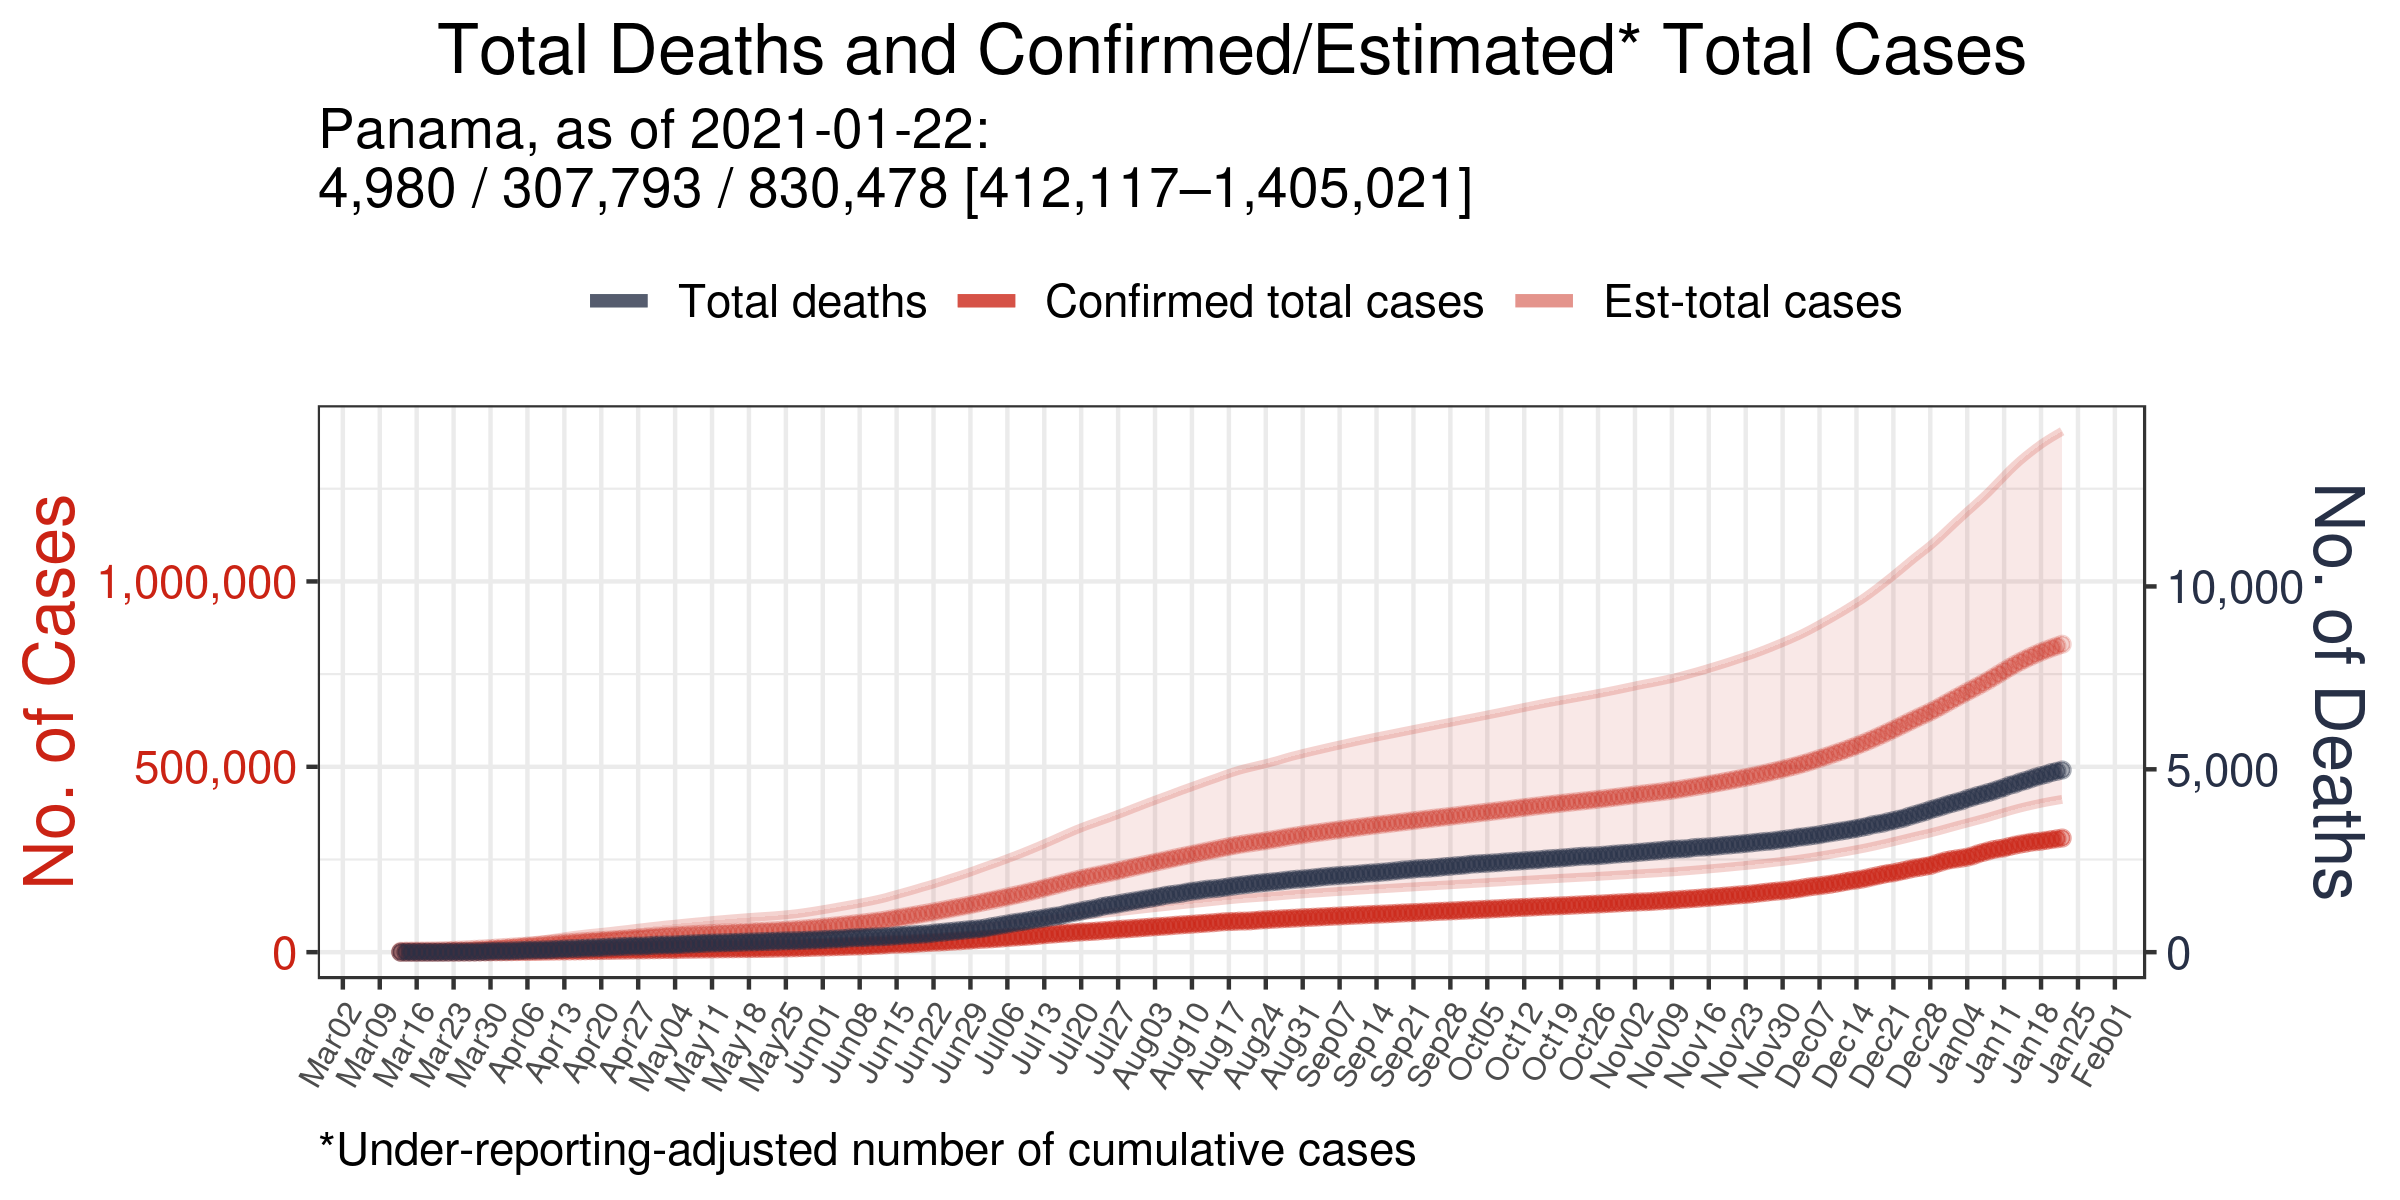 Total Deaths and Confirmed/Estimated* Total Cases
Panama, as of 2021-01-22:
4,980 / 307,793 / 830,478 [412,117–1,405,021]
Total deaths
Confirmed total cases
Est-total cases
No. of Cases
1,000,000
500,000
0
10,000
5,000
0
No. of Deaths
Mar02
Mar09
Mar16
Mar23
Mar30
Apr06
Apr13
Apr20
Apr27
May04
May11
May18
May25
Jun01
Jun08
Jun15
Jun22
Jun29
Jul06
Jul13
Jul20
Jul27
Aug03
Aug10
Aug17
Aug24
Aug31
Sep07
Sep14
Sep21
Sep28
Oct05
Oct12
Oct19
Oct26
Nov02
Nov09
Nov16
Nov23
Nov30
Dec07
Dec14
Dec21
Dec28
Jan04
Jan11
Jan18
Jan25
Feb01
*Under-reporting-adjusted number of cumulative cases